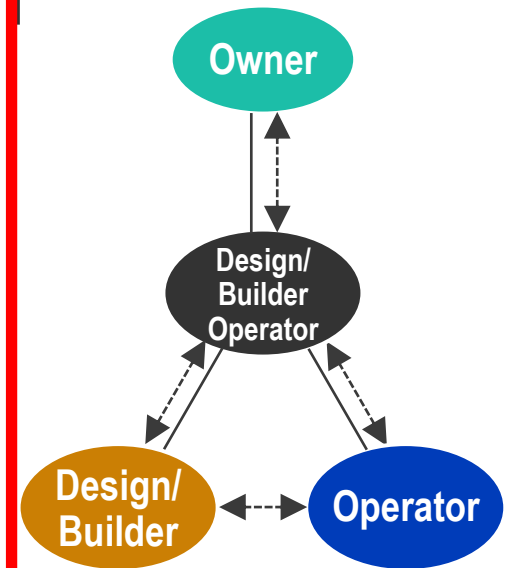 Owner
Design/
Builder
Operator
Design/
Builder
Operator